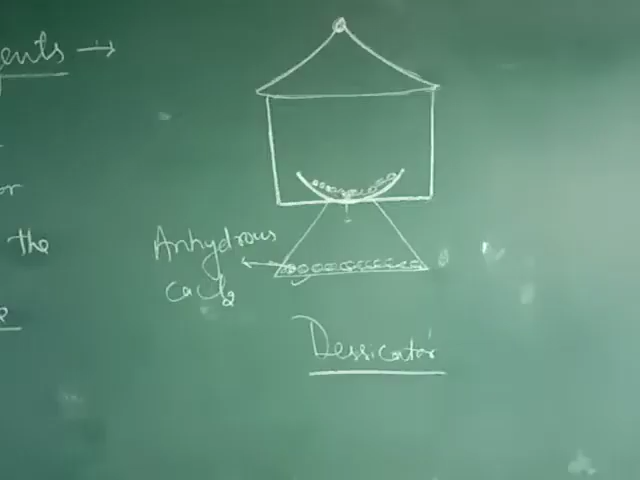 ents →
or
the
Anhydrous
CaCl2
Dessicator